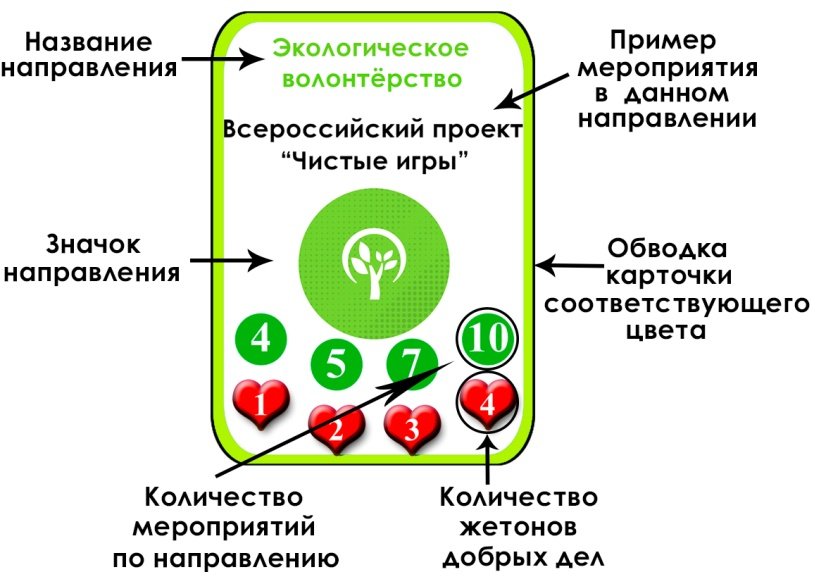 Название
направления
Экологическое
волонтёрство
Пример
мероприятия
в данном
направлении
Всероссийский проект
“Чистые игры”
Значок
направления
Обводка
карточки
соответствующего
цвета
4
5
7
10
1
2
3
4
Количество
мероприятий
по направлению
Количество
жетонов
добрых дел